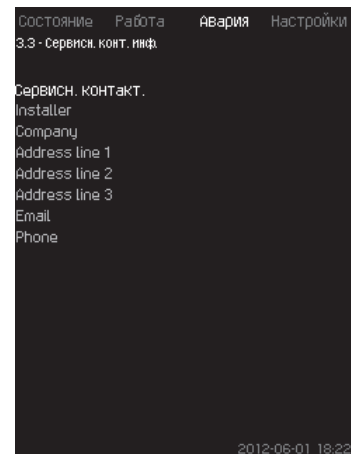 Состояние Работа Авария Настройки
3.3 - Сервисн. конт. инф.
Сервисн. контакт.
Installer
Company
Address line 1
Address line 2
Address line 3
Email
Phone
2012-06-01 18:22